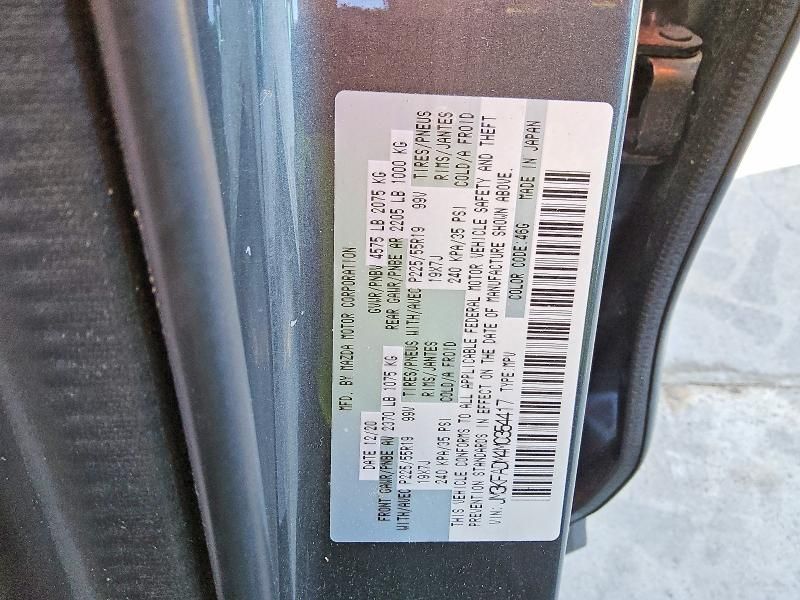 MFD. BY MAZDA MOTOR CORPORATION
DATE 12/20 GVWR/PNBV 4575 LB 2075 KG
FRONT GAWR/PNBE AV 2370 LB 1075 KG REAR GAWR/PNBE AR 2205 LB 1000 KG
WITH/AVEC TIRES/PNEUS WITH/AVEC TIRES/PNEUS
P225/55R19 99V P225/55R19 99V
19X7J RIMS/JANTES 19X7J RIMS/JANTES
240 KPA/35 PSI COLD/A FROID 240 KPA/35 PSI COLD/A FROID
THIS VEHICLE CONFORMS TO ALL APPLICABLE FEDERAL MOTOR VEHICLE SAFETY AND THEFT
PREVENTION STANDARDS IN EFFECT ON THE DATE OF MANUFACTURE SHOWN ABOVE.
VIN: JM3KFADM4M0354417 TYPE:MPV COLOR CODE:46G MADE IN JAPAN